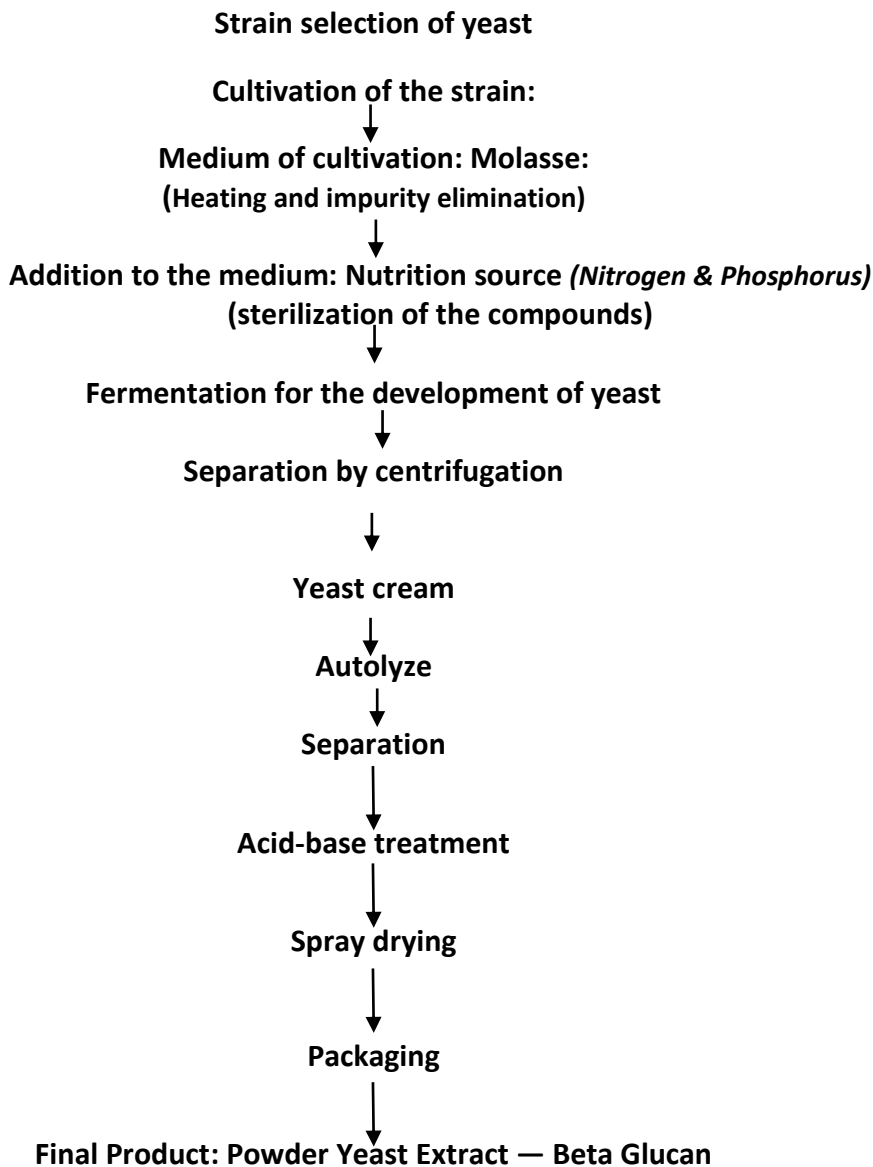 Strain selection of yeast
Cultivation of the strain:
Medium of cultivation: Molasse:
(Heating and impurity elimination)
Addition to the medium: Nutrition source (Nitrogen & Phosphorus)
(sterilization of the compounds)
Fermentation for the development of yeast
Separation by centrifugation
Yeast cream
Autolyze
Separation
Acid-base treatment
Spray drying
Packaging
Final Product: Powder Yeast Extract — Beta Glucan